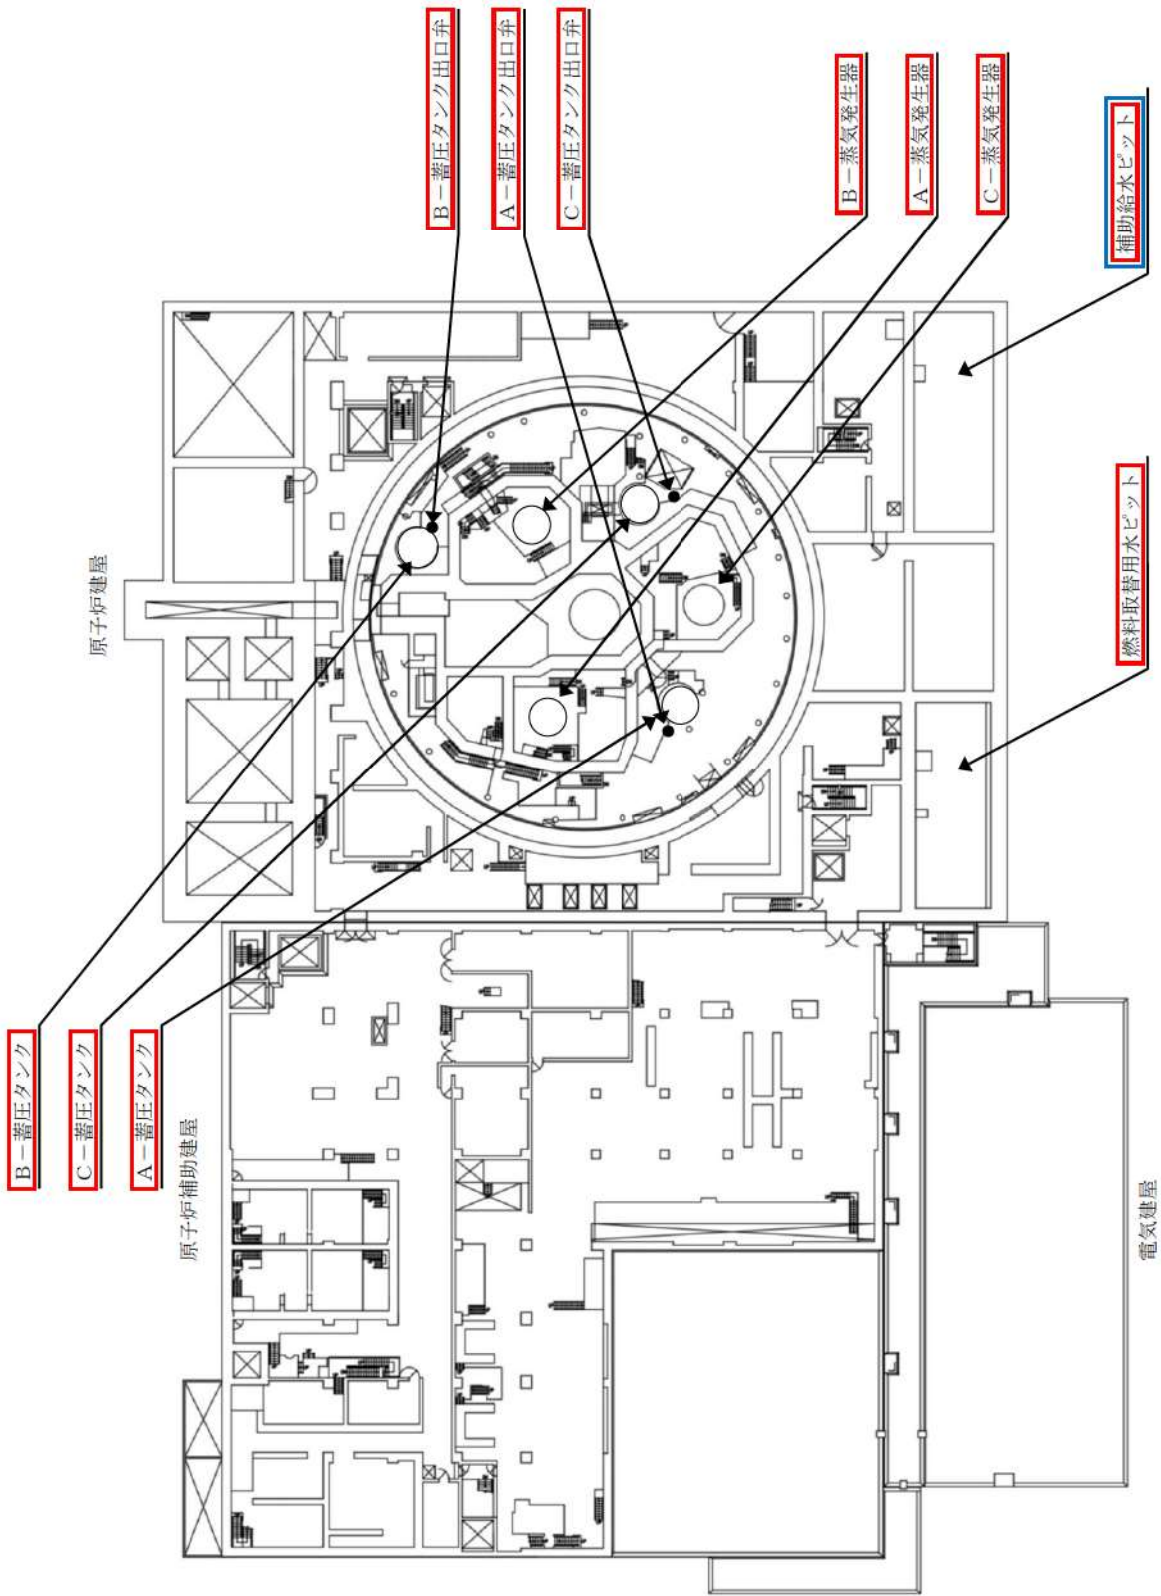 B－蓄圧タンク
C－蓄圧タンク
A－蓄圧タンク
原子炉補助建屋
原子炉建屋
B－蓄圧タンク出口弁
A－蓄圧タンク出口弁
C－蓄圧タンク出口弁
B－蒸気発生器
A－蒸気発生器
C－蒸気発生器
補助給水ピット
燃料取替用水ピット
電気建屋